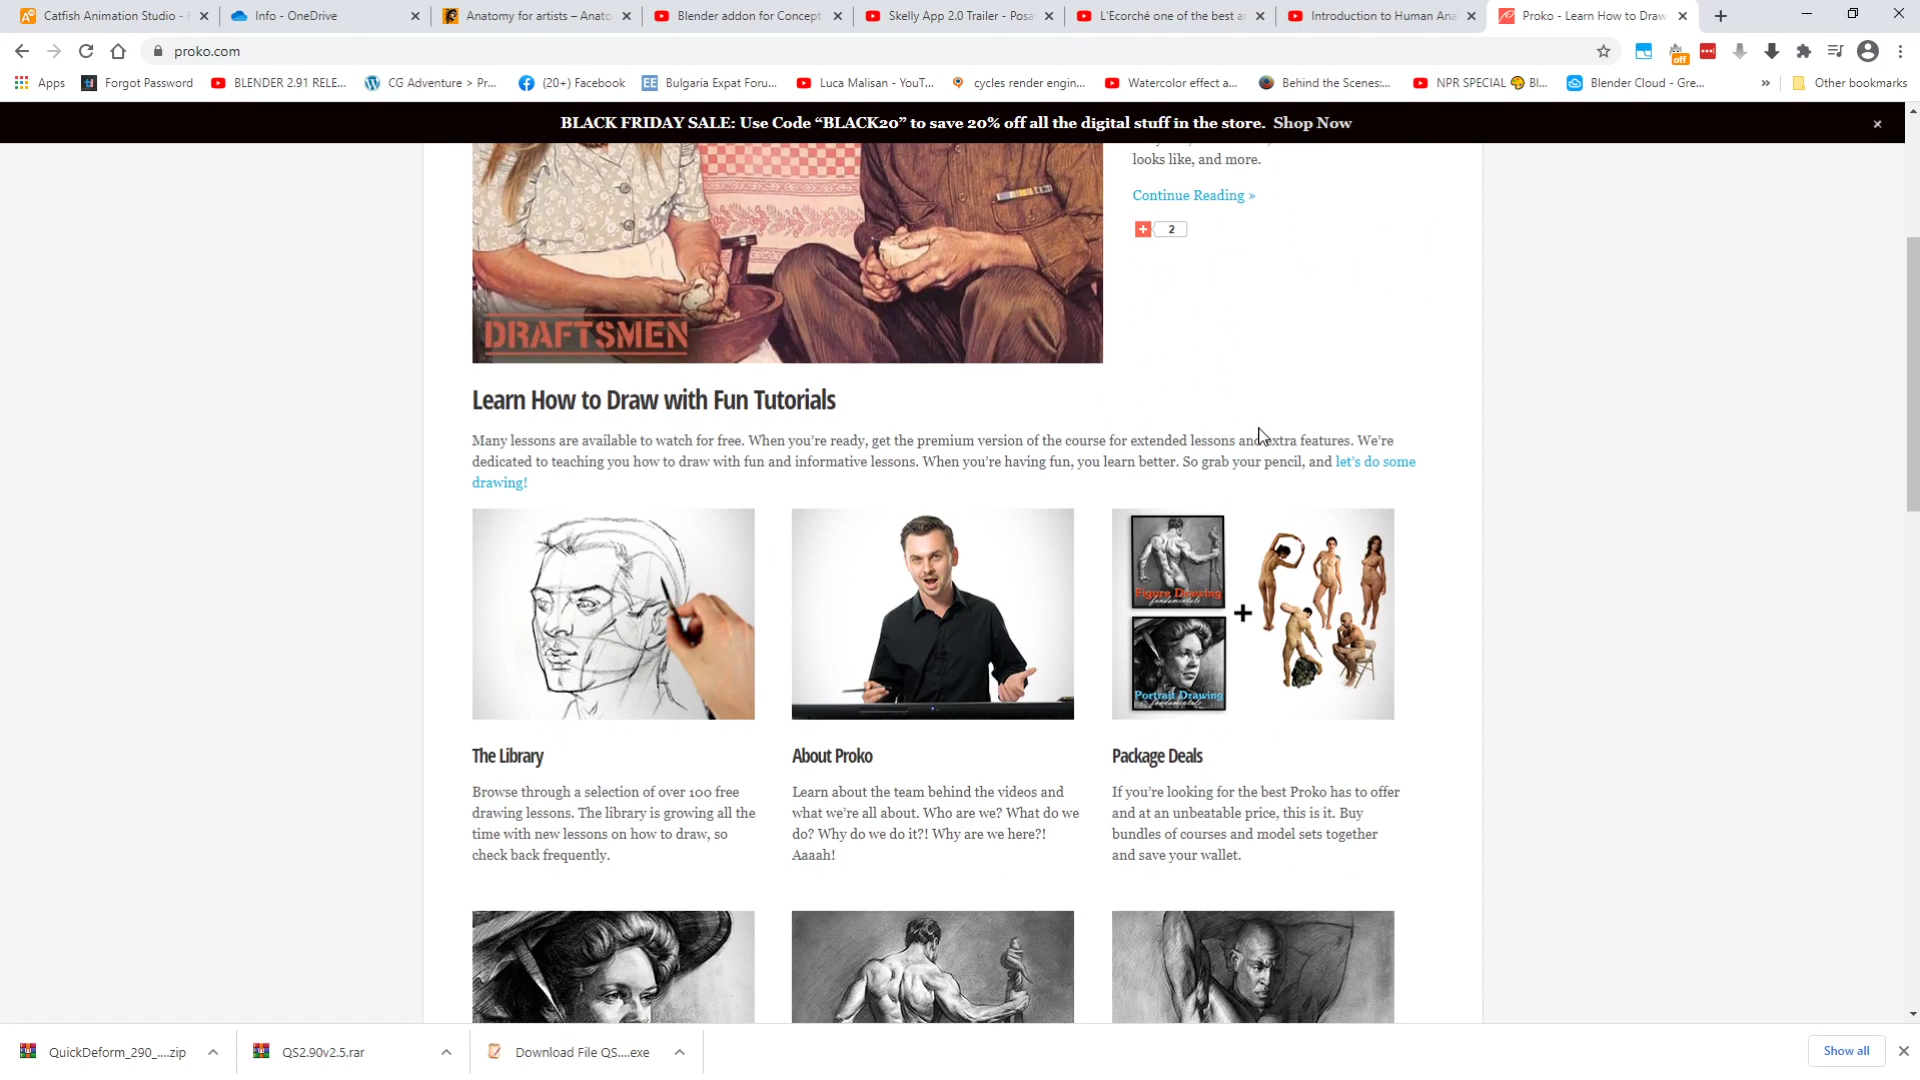 Catfish Animation Studio -
Info - OneDrive
Anatomy for artists – Anato
Blender addon for Concept
Skelly App 2.0 Trailer - Posa
L'Ecorché one of the best a
Introduction to Human Ana
Proko - Learn How to Draw
proko.com
off
Apps
Forgot Password
BLENDER 2.91 RELE...
CG Adventure > Pr...
(20+) Facebook
EE Bulgaria Expat Foru...
Luca Malisan - YouT...
cycles render engin...
Watercolor effect a...
Behind the Scenes:...
NPR SPECIAL Bl...
Blender Cloud - Gre...
»
Other bookmarks
BLACK FRIDAY SALE: Use Code “BLACK20” to save 20% off all the digital stuff in the store. Shop Now
looks like, and more.
Continue Reading »
2
DRAFTSMEN
Learn How to Draw with Fun Tutorials
Many lessons are available to watch for free. When you’re ready, get the premium version of the course for extended lessons and extra features. We’re
dedicated to teaching you how to draw with fun and informative lessons. When you’re having fun, you learn better. So grab your pencil, and let’s do some
drawing!
Figure Drawing
fundamentals
+
Portrait Drawing
fundamentals
The Library
Browse through a selection of over 100 free
drawing lessons. The library is growing all the
time with new lessons on how to draw, so
check back frequently.
About Proko
Learn about the team behind the videos and
what we’re all about. Who are we? What do we
do? Why do we do it?! Why are we here?!
Aaaah!
Package Deals
If you’re looking for the best Proko has to offer
and at an unbeatable price, this is it. Buy
bundles of courses and model sets together
and save your wallet.
QuickDeform_290_....zip
QS2.90v2.5.rar
Download File QS....exe
Show all